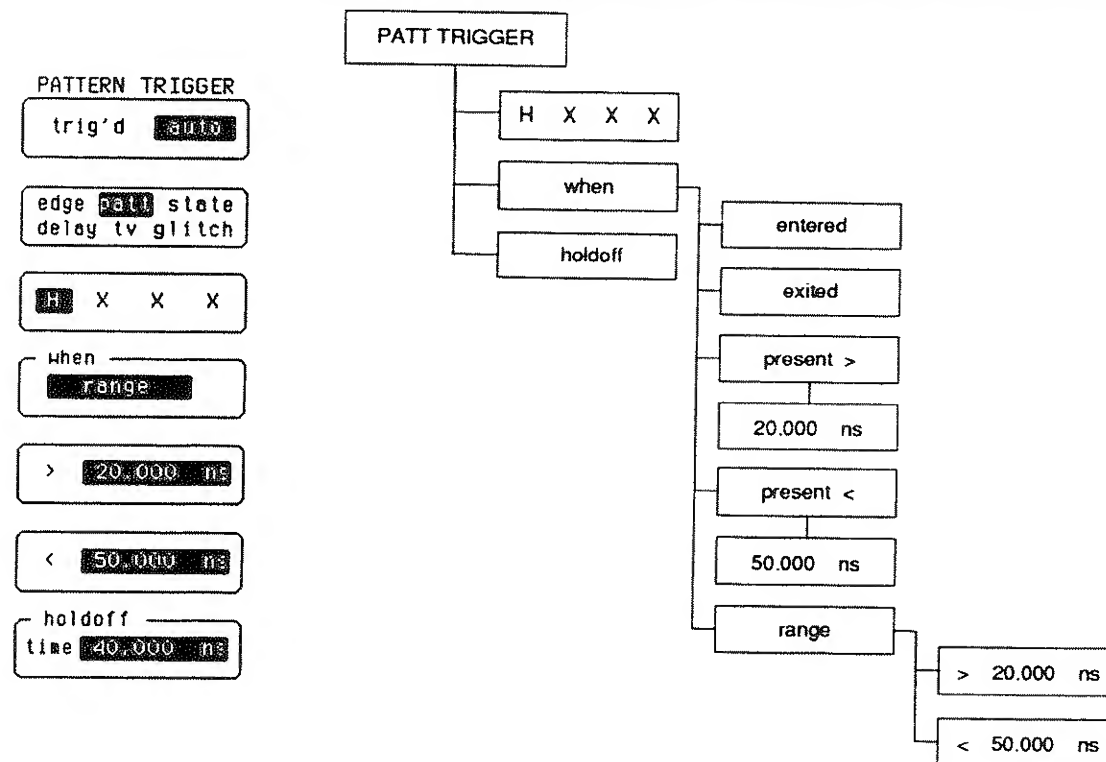 PATTERN TRIGGER
trig'd auto
edge patt state
delay tv glitch
H X X X
when
range
> 20.000 ns
< 50.000 ns
holdoff
time 40.000 ns
PATT TRIGGER
H X X X
when
holdoff
entered
exited
present >
20.000 ns
present <
50.000 ns
range
> 20.000 ns
< 50.000 ns